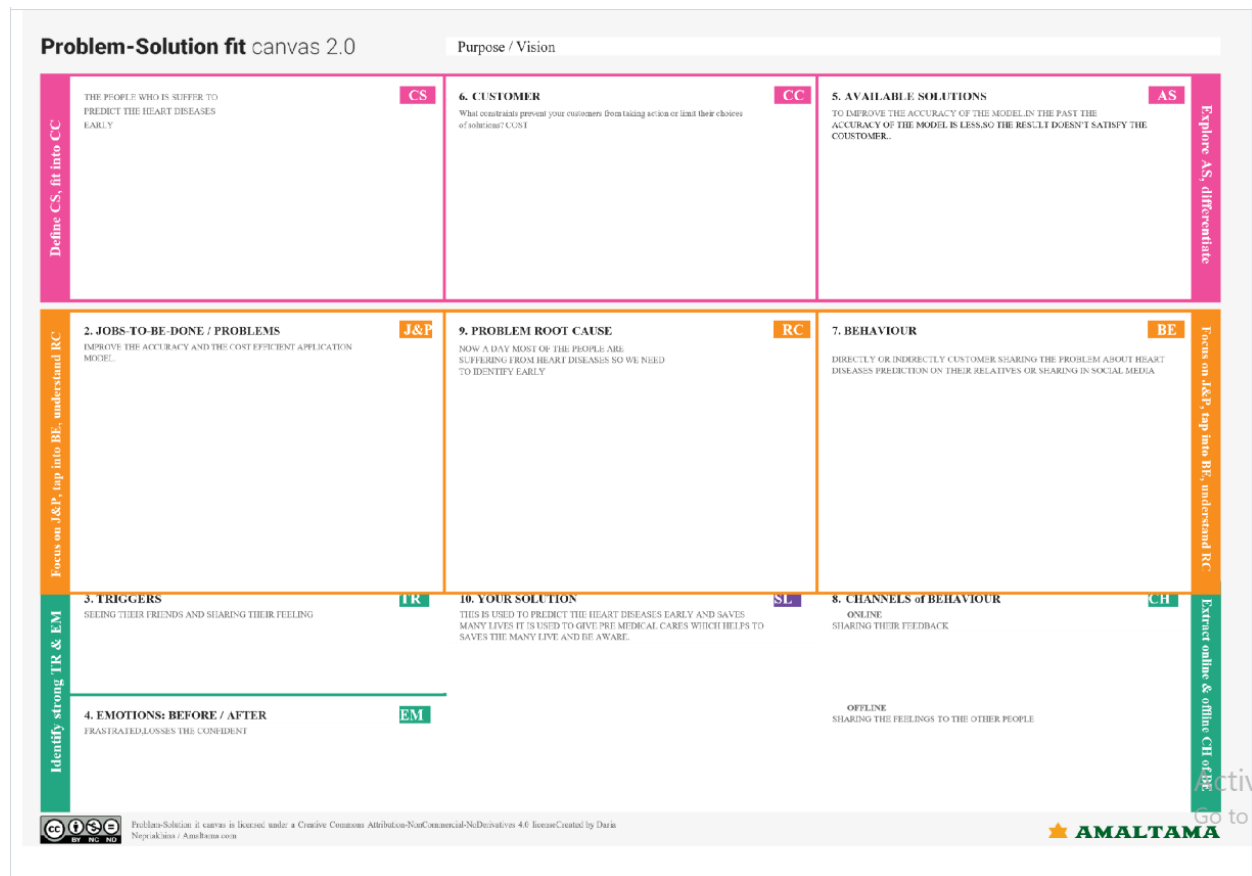 Problem-Solution fit canvas 2.0
Purpose / Vision
Define CS, fit into CC
THE PEOPLE WHO IS SUFFER TO
PREDICT THE HEART DISEASES
EARLY
CS
6. CUSTOMER
CC
What constraints prevent your customers from taking action or limit their choices
of solutions? COST
5. AVAILABLE SOLUTIONS
AS
TO IMPROVE THE ACCURACY OF THE MODEL.IN THE PAST THE
ACCURACY OF THE MODEL IS LESS.SO THE RESULT DOESN'T SATISFY THE
COUSTOMER..
Explore AS, differentiate
Focus on J&P, tap into BE, understand RC
2. JOBS-TO-BE-DONE / PROBLEMS
J&P
IMPROVE THE ACCURACY AND THE COST EFFICIENT APPLICATION
MODEL.
9. PROBLEM ROOT CAUSE
RC
NOW A DAY MOST OF THE PEOPLE ARE
SUFFERING FROM HEART DISEASES SO WE NEED
TO IDENTIFY EARLY
7. BEHAVIOUR
BE
DIRECTLY OR INDIRECTLY CUSTOMER SHARING THE PROBLEM ABOUT HEART
DISEASES PREDICTION ON THEIR RELATIVES OR SHARING IN SOCIAL MEDIA
Focus on J&P, tap into BE, understand RC
Identify strong TR & EM
3. TRIGGERS
TR
SEEING THEIR FRIENDS AND SHARING THEIR FEELING
4. EMOTIONS: BEFORE / AFTER
EM
FRASTRATED,LOSSES THE CONFIDENT
10. YOUR SOLUTION
SL
THIS IS USED TO PREDICT THE HEART DISEASES EARLY AND SAVES
MANY LIVES IT IS USED TO GIVE PRE MEDICAL CARES WHICH HELPS TO
SAVES THE MANY LIVE AND BE AWARE.
8. CHANNELS of BEHAVIOUR
CH
ONLINE
SHARING THEIR FEEDBACK
OFFLINE
SHARING THE FEELINGS TO THE OTHER PEOPLE
Extract online & offline CH of BE
Activ
Go to
cc
BY NC ND
Problem-Solution it canvas is licensed under a Creative Commons Attribution-NonCommercial-NoDerivatives 4.0 licenseCreated by Daria
Nepriakhina / Amaltama.com
AMALTAMA